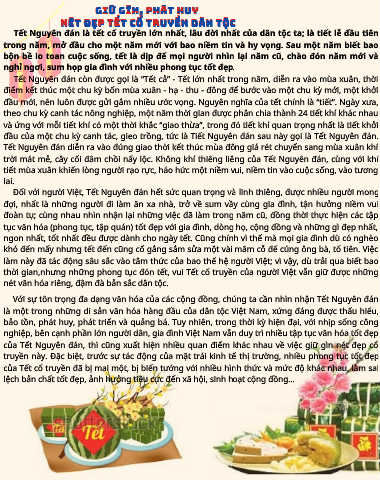 GIỮ GÌN, PHÁT HUY
NÉT ĐẸP TẾT CỔ TRUYỀN DÂN TỘC
Tết Nguyên đán là tết cổ truyền lớn nhất, lâu đời nhất của dân tộc ta; là tiết lễ đầu tiên
trong năm, mở đầu cho một năm mới với bao niềm tin và hy vọng. Sau một năm biết bao
bộn bề lo toan cuộc sống, tết là dịp để mọi người nhìn lại năm cũ, chào đón năm mới và
nghỉ ngơi, sum họp gia đình với nhiều phong tục tốt đẹp.
Tết Nguyên đán còn được gọi là "Tết cả" - Tết lớn nhất trong năm, diễn ra vào mùa xuân, thời
điểm kết thúc một chu kỳ bốn mùa xuân - hạ - thu - đông để bước vào một chu kỳ mới, một khởi
đầu mới, nên luôn được gửi gắm nhiều ước vọng. Nguyên nghĩa của tết chính là "tiết". Ngày xưa,
theo chu kỳ canh tác nông nghiệp, một năm thời gian được phân chia thành 24 tiết khí khác nhau
và ứng với mỗi tiết khí có một thời khắc "giao thừa", trong đó tiết khí quan trọng nhất là tiết khởi
đầu của một chu kỳ canh tác, gieo trồng, tức là Tiết Nguyên đán sau này gọi là Tết Nguyên đán.
Tết Nguyên đán diễn ra vào đúng giao thời kết thúc mùa đông giá rét chuyển sang mùa xuân khí
trời mát mẻ, cây cối đâm chồi nẩy lộc. Không khí thiêng liêng của Tết Nguyên đán, cùng với khí
tiết mùa xuân khiến lòng người rạo rực, háo hức một niềm vui, niềm tin vào cuộc sống, vào tương
lai.
Đối với người Việt, Tết Nguyên đán hết sức quan trọng và linh thiêng, được nhiều người mong
đợi, nhất là những người đi làm ăn xa nhà, trở về sum vầy cùng gia đình, tận hưởng niềm vui
đoàn tụ; cùng nhau nhìn nhận lại những việc đã làm trong năm cũ, đồng thời thực hiện các tập
tục văn hóa (phong tục, tập quán) tốt đẹp với gia đình, dòng họ, cộng đồng và những gì đẹp nhất,
ngon nhất, tốt nhất đều được dành cho ngày tết. Cũng chính vì thế mà mọi gia đình dù có nghèo
khó đến mấy nhưng tết đến cũng cố gắng sắm sửa một vài mâm cỗ để cúng ông bà, tổ tiên. Việc
làm này đã tác động sâu sắc vào tâm thức của bao thế hệ người Việt; vì vậy, dù trải qua biết bao
thời gian,nhưng những phong tục đón tết, vui Tết cổ truyền của người Việt vẫn giữ được những
nét văn hóa riêng, đậm đà bản sắc dân tộc.
Với sự tôn trọng đa dạng văn hóa của các cộng đồng, chúng ta cần nhìn nhận Tết Nguyên đán
là một trong những di sản văn hóa hàng đầu của dân tộc Việt Nam, xứng đáng được thấu hiểu,
bảo tồn, phát huy, phát triển và quảng bá. Tuy nhiên, trong thời kỳ hiện đại, với nhịp sống công
nghiệp, bên cạnh phần lớn người dân, gia đình Việt Nam vẫn duy trì nhiều tập tục văn hóa tốt đẹp
của Tết Nguyên đán, thì cũng xuất hiện nhiều quan điểm khác nhau về việc giữ gìn nét đẹp cổ
truyền này. Đặc biệt, trước sự tác động của mặt trái kinh tế thị trường, nhiều phong tục tốt đẹp
của Tết cổ truyền đã bị mai một, bị biến tướng với nhiều hình thức và mức độ khác nhau, làm sai
lệch bản chất tốt đẹp, ảnh hưởng tiêu cực đến xã hội, sinh hoạt cộng đồng...
Tết